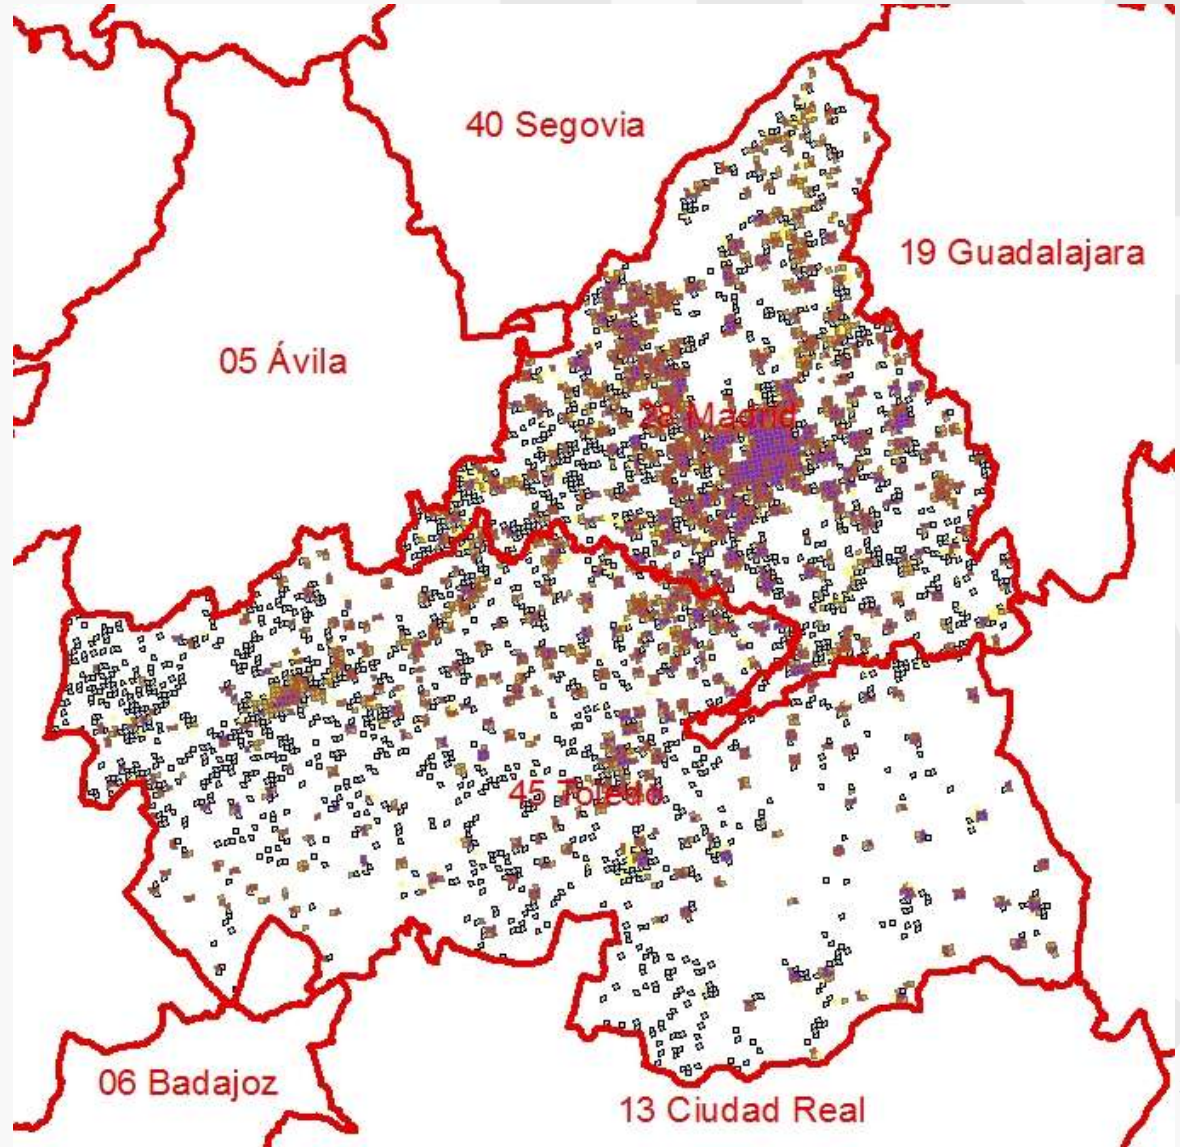 40 Segovia
19 Guadalajara
05 Ávila
28 Madrid
45 Toledo
06 Badajoz
13 Ciudad Real